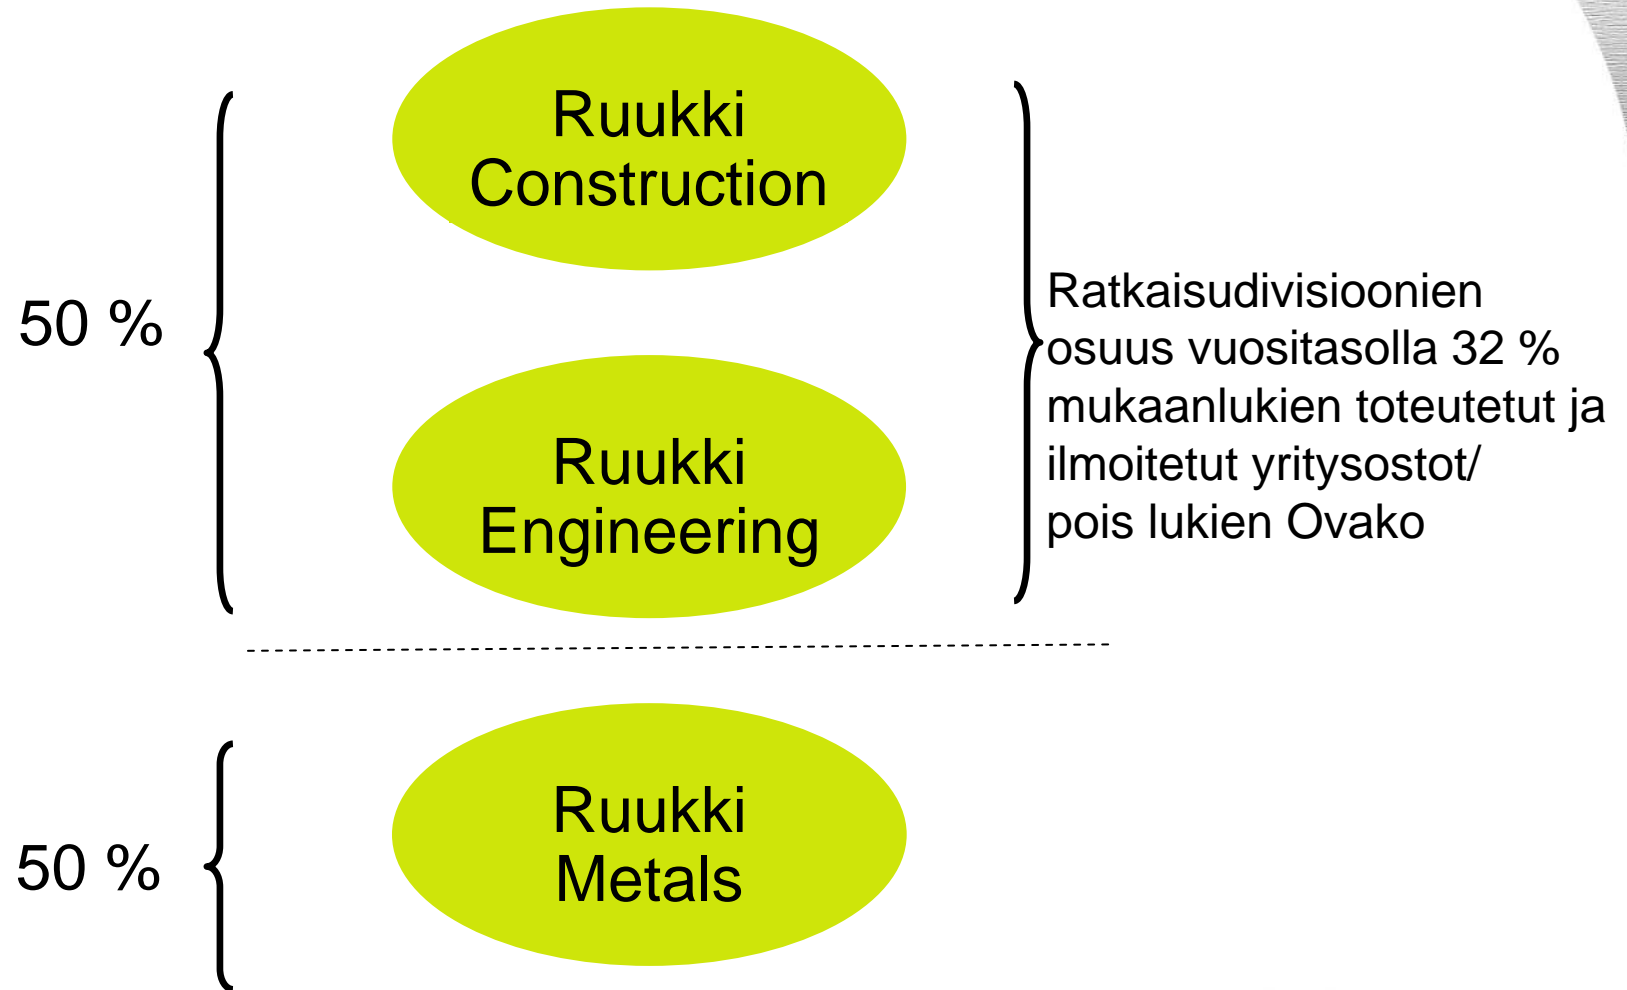 Ruukki
Construction
50 %
Ruukki
Engineering
Ratkaisudivisioonien
osuus vuositasolla 32 %
mukaanlukien toteutetut ja
ilmoitetut yritysostot/
pois lukien Ovako
50 %
Ruukki
Metals